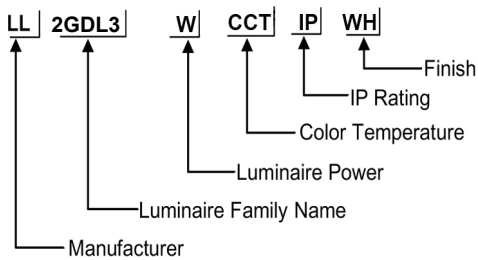 LL 2GDL3 W CCT IP WH
Finish
IP Rating
Color Temperature
Luminaire Power
Luminaire Family Name
Manufacturer